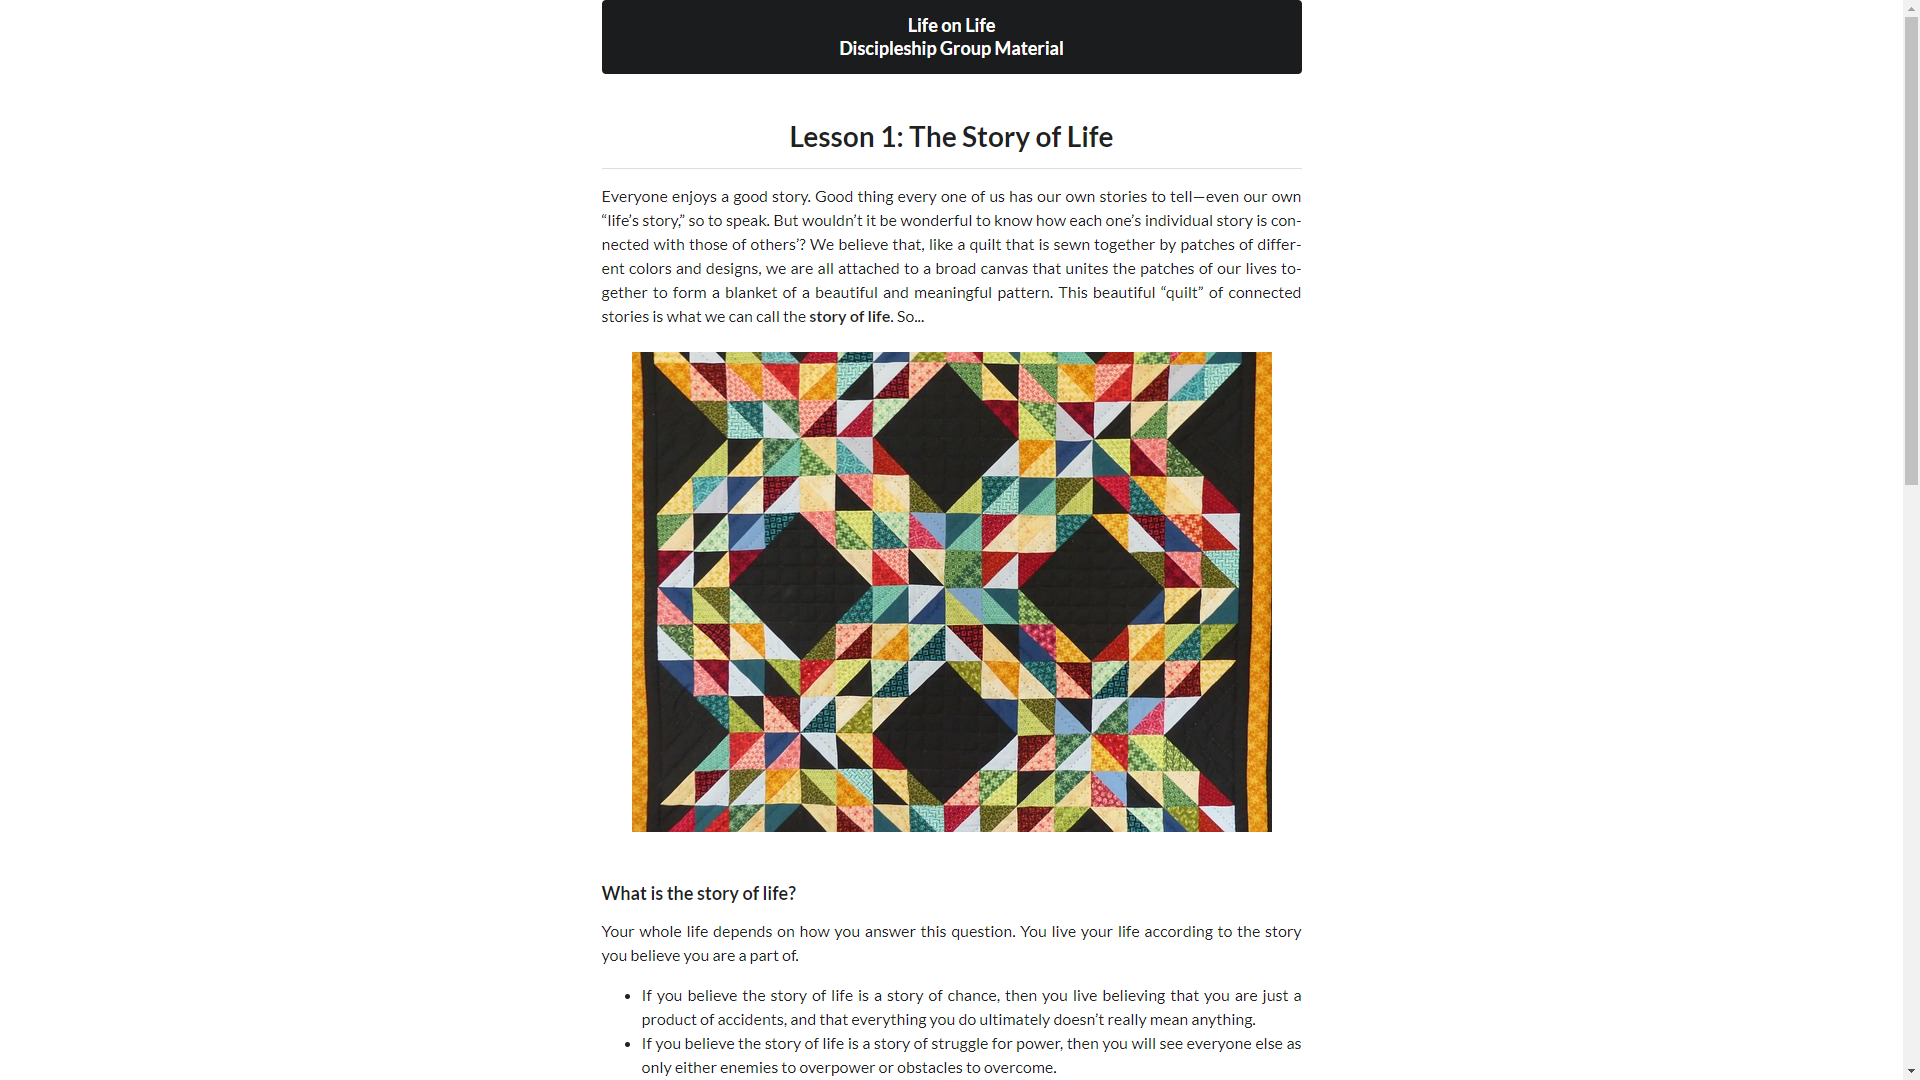 Life on Life
Discipleship Group Material
Lesson 1: The Story of Life
Everyone enjoys a good story. Good thing every one of us has our own stories to tell—even our own
“life’s story,” so to speak. But wouldn’t it be wonderful to know how each one’s individual story is con-
nected with those of others’? We believe that, like a quilt that is sewn together by patches of differ-
ent colors and designs, we are all attached to a broad canvas that unites the patches of our lives to-
gether to form a blanket of a beautiful and meaningful pattern. This beautiful “quilt” of connected
stories is what we can call the story of life. So...
What is the story of life?
Your whole life depends on how you answer this question. You live your life according to the story
you believe you are a part of.
• If you believe the story of life is a story of chance, then you live believing that you are just a
product of accidents, and that everything you do ultimately doesn’t really mean anything.
• If you believe the story of life is a story of struggle for power, then you will see everyone else as
only either enemies to overpower or obstacles to overcome.